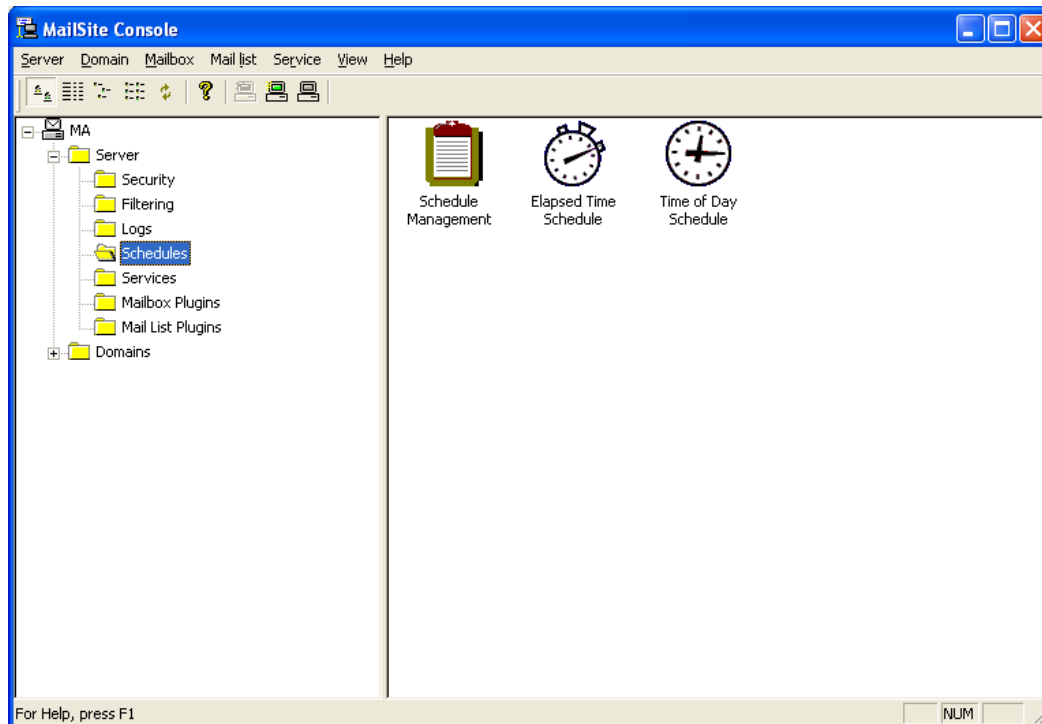 MailSite Console
Server Domain Mailbox Mail list Service View Help
MA
Server
Security
Filtering
Logs
Schedules
Services
Mailbox Plugins
Mail List Plugins
Domains
Schedule
Management
Elapsed Time
Schedule
Time of Day
Schedule
For Help, press F1
NUM